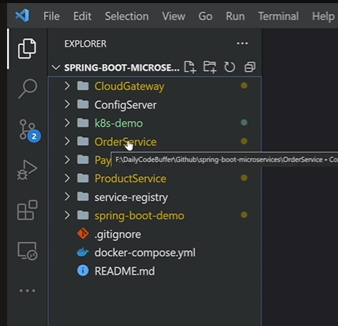 File Edit Selection View Go Run Terminal Help
EXPLORER
SPRING-BOOT-MICROSE...
CloudGateway
ConfigServer
k8s-demo
OrderService
Pay
F:\DailyCodeBuffer\Github\spring-boot-microservices\OrderService • Co
ProductService
service-registry
spring-boot-demo
.gitignore
docker-compose.yml
README.md
2